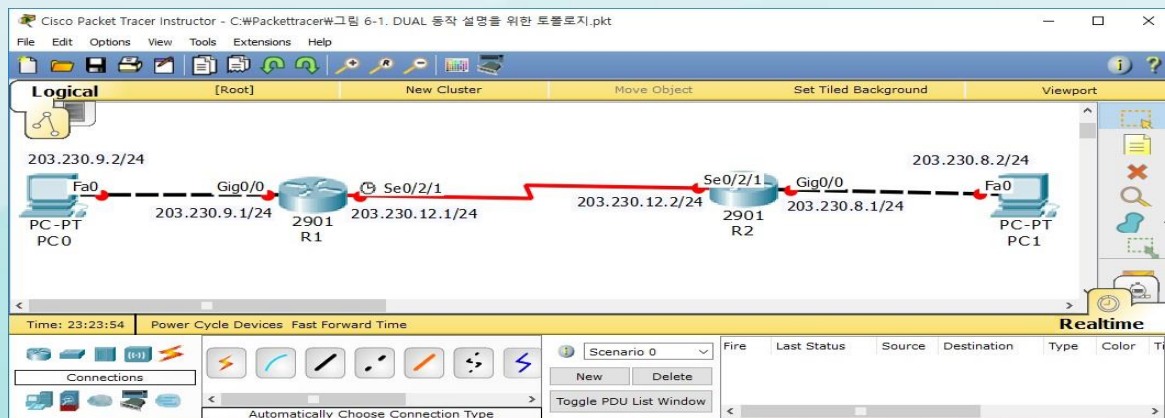 Cisco Packet Tracer Instructor - C:₩Packettracer₩그림 6-1. DUAL 동작 설명을 위한 토폴로지.pkt
File Edit Options View Tools Extensions Help
Logical [Root] New Cluster Move Object Set Tiled Background Viewport
203.230.9.2/24
203.230.8.2/24
Fa0 Gig0/0 Se0/2/1 Se0/2/1 Gig0/0 Fa0
203.230.9.1/24 203.230.12.1/24 203.230.12.2/24 203.230.8.1/24
PC-PT 2901 2901 PC-PT
PC0 R1 R2 PC1
Time: 23:23:54 Power Cycle Devices Fast Forward Time Realtime
Scenario 0 Fire Last Status Source Destination Type Color Ti
Connections New Delete
Toggle PDU List Window
Automatically Choose Connection Type